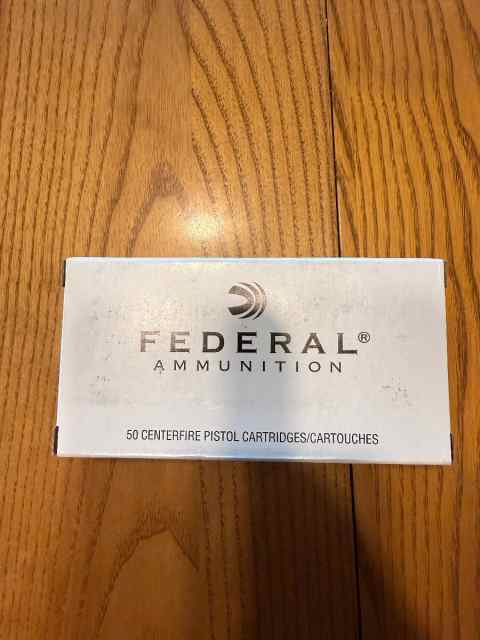 FEDERAL®
AMMUNITION
50 CENTERFIRE PISTOL CARTRIDGES/CARTOUCHES